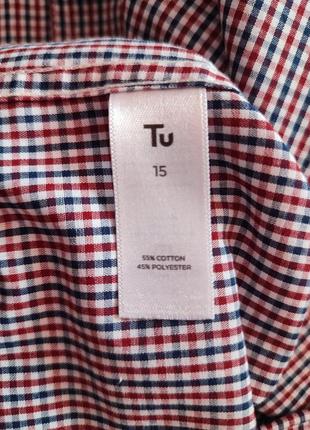 Tu
15
55% COTTON
45% POLYESTER